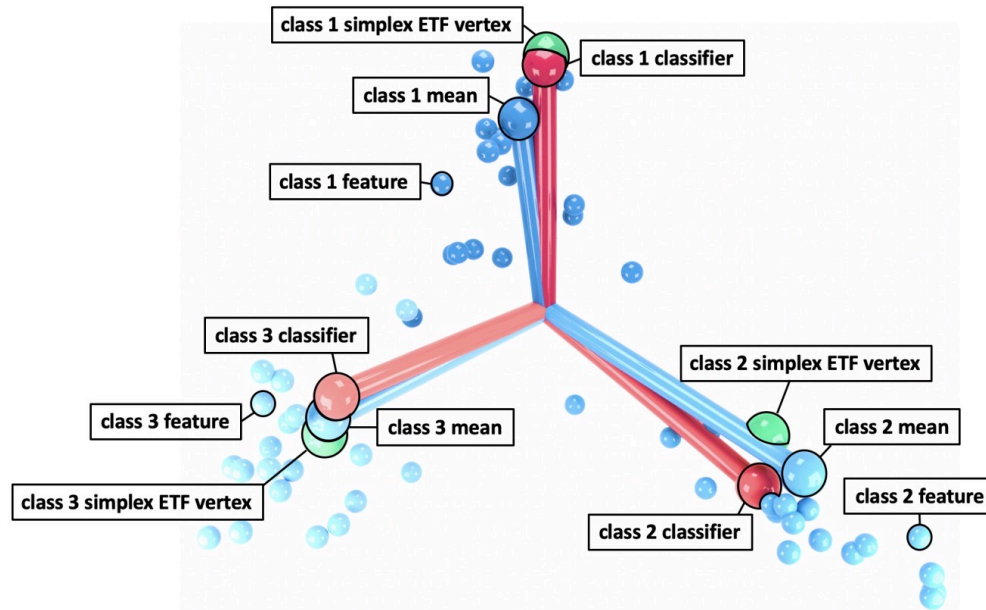 class 1 simplex ETF vertex
class 1 classifier
class 1 mean
class 1 feature
class 3 classifier
class 2 simplex ETF vertex
class 3 feature
class 3 mean
class 2 mean
class 3 simplex ETF vertex
class 2 feature
class 2 classifier